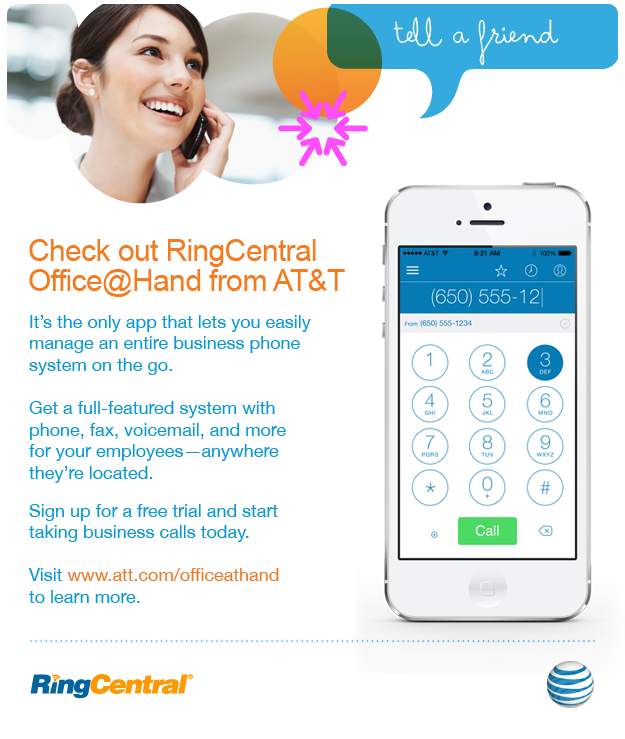 tell a friend
Check out RingCentral
Office@Hand from AT&T
It's the only app that lets you easily
manage an entire business phone
system on the go.
Get a full-featured system with
phone, fax, voicemail, and more
for your employees—anywhere
they're located.
Sign up for a free trial and start
taking business calls today.
Visit www.att.com/officeathand
to learn more.
AT&T 9:31 AM 100%
(650) 555-12
From: (650) 555-1234
1 2 3
ABC DEF
4 5 6
GHI JKL MNO
7 8 9
PQRS TUV WXYZ
* 0 #
+
Call
RingCentral®